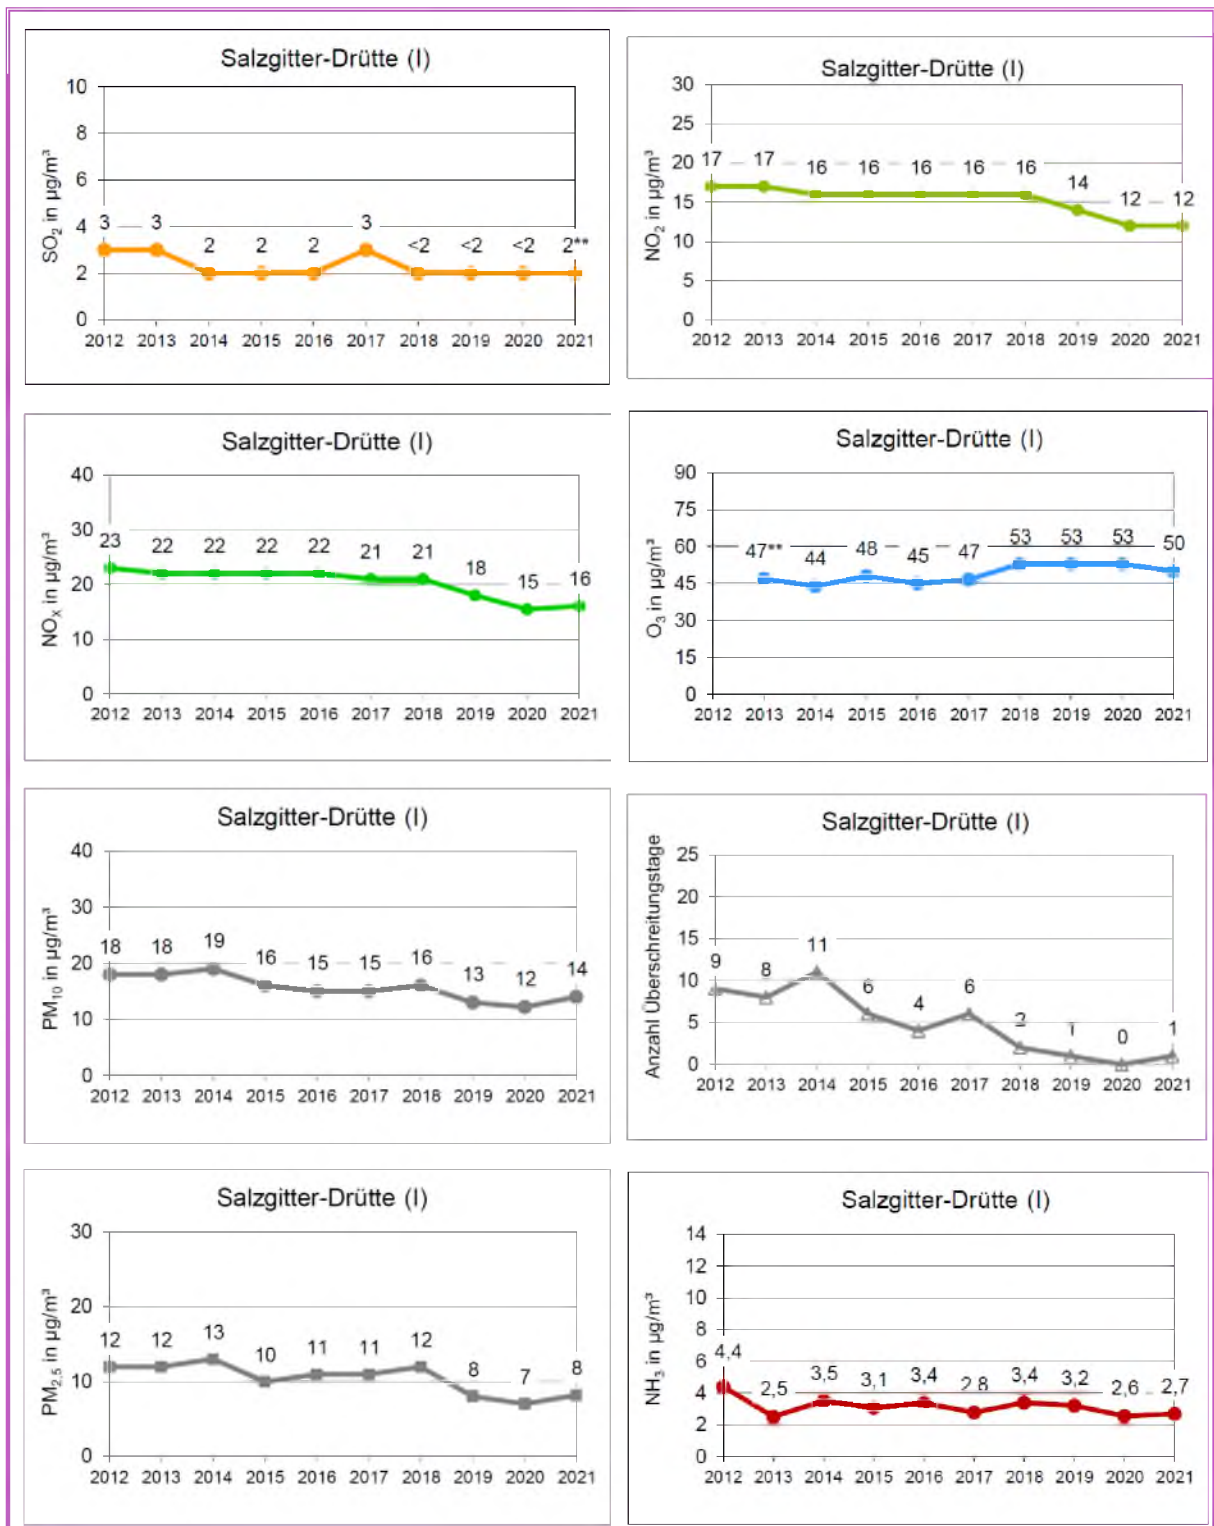 Salzgitter-Drütte (I)
SO2 in µg/m³
10
8
6
4
2
0
3 3 2 2 2 3 <2 <2 <2 2**
2012 2013 2014 2015 2016 2017 2018 2019 2020 2021
Salzgitter-Drütte (I)
NO2 in µg/m³
30
25
20
15
10
5
0
17 17 16 16 16 16 16 14 12 12
2012 2013 2014 2015 2016 2017 2018 2019 2020 2021
Salzgitter-Drütte (I)
NOX in µg/m³
40
30
20
10
0
23 22 22 22 22 21 21 18 15 16
2012 2013 2014 2015 2016 2017 2018 2019 2020 2021
Salzgitter-Drütte (I)
O3 in µg/m³
90
75
60
45
30
15
0
47** 44 48 45 47 53 53 53 50
2012 2013 2014 2015 2016 2017 2018 2019 2020 2021
Salzgitter-Drütte (I)
PM10 in µg/m³
40
30
20
10
0
18 18 19 16 15 15 16 13 12 14
2012 2013 2014 2015 2016 2017 2018 2019 2020 2021
Salzgitter-Drütte (I)
Anzahl Überschreitungstage
25
20
15
10
5
0
9 8 11 6 4 6 2 1 0 1
2012 2013 2014 2015 2016 2017 2018 2019 2020 2021
Salzgitter-Drütte (I)
PM2,5 in µg/m³
30
20
10
0
12 12 13 10 11 11 12 8 7 8
2012 2013 2014 2015 2016 2017 2018 2019 2020 2021
Salzgitter-Drütte (I)
NH3 in µg/m³
14
12
10
8
6
4
2
0
4,4 2,5 3,5 3,1 3,4 2,8 3,4 3,2 2,6 2,7
2012 2013 2014 2015 2016 2017 2018 2019 2020 2021